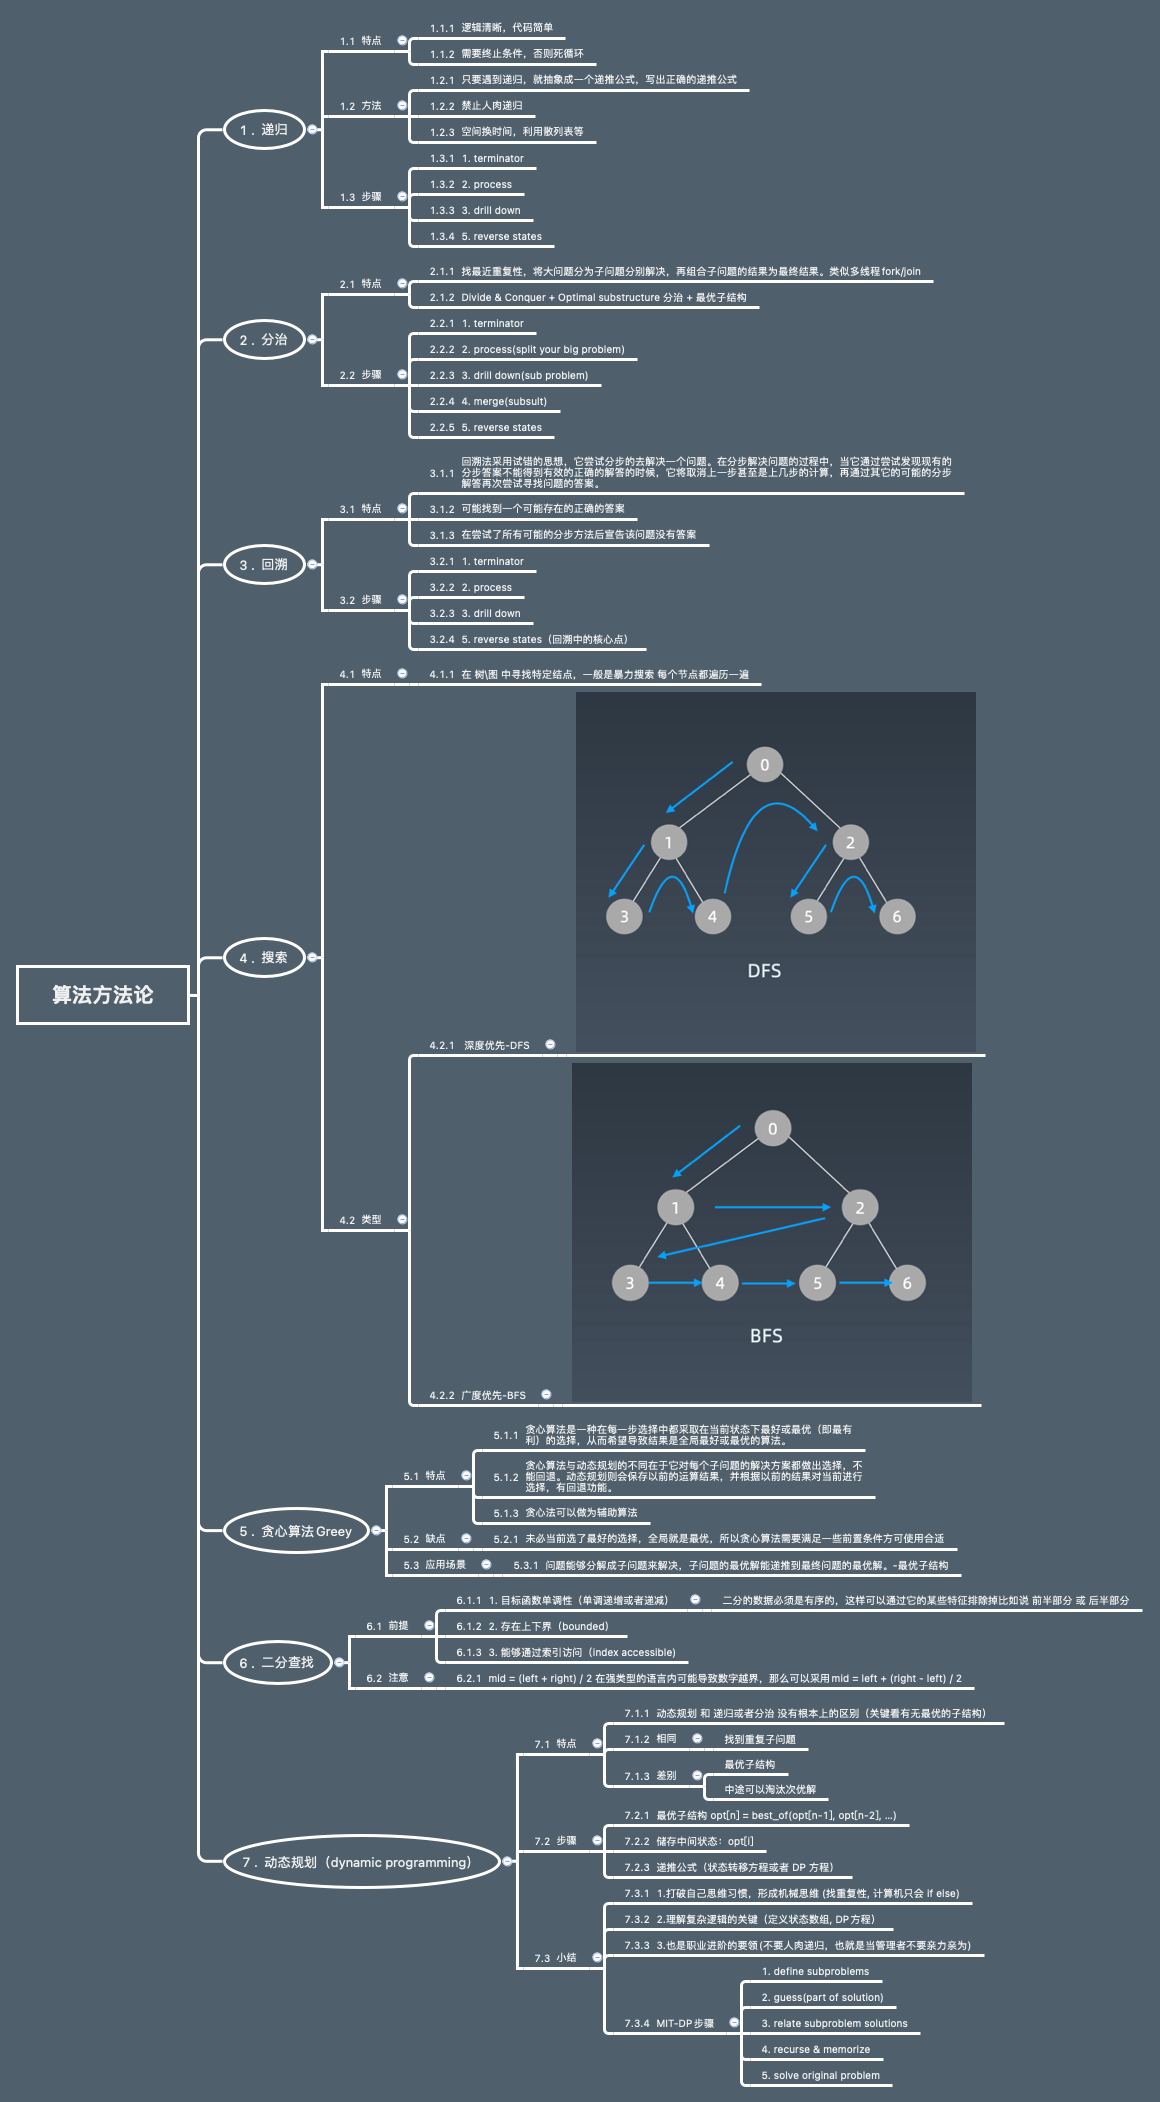 算法方法论
1. 递归
1.1 特点
1.1.1 逻辑清晰，代码简单
1.1.2 需要终止条件，否则死循环
1.2 方法
1.2.1 只要遇到递归，就抽象成一个递推公式，写出正确的递推公式
1.2.2 禁止人肉递归
1.2.3 空间换时间，利用散列表等
1.3 步骤
1.3.1 1. terminator
1.3.2 2. process
1.3.3 3. drill down
1.3.4 5. reverse states
2. 分治
2.1 特点
2.1.1 找最近重复性，将大问题分为子问题分别解决，再组合子问题的结果为最终结果。类似多线程fork/join
2.1.2 Divide & Conquer + Optimal substructure 分治 + 最优子结构
2.2 步骤
2.2.1 1. terminator
2.2.2 2. process(split your big problem)
2.2.3 3. drill down(sub problem)
2.2.4 4. merge(subsult)
2.2.5 5. reverse states
3. 回溯
3.1 特点
3.1.1 回溯法采用试错的思想，它尝试分步的去解决一个问题。在分步解决问题的过程中，当它通过尝试发现现有的
分步答案不能得到有效的正确的解答的时候，它将取消上一步甚至是上几步的计算，再通过其它的可能的分步
解答再次尝试寻找问题的答案。
3.1.2 可能找到一个可能存在的正确的答案
3.1.3 在尝试了所有可能的分步方法后宣告该问题没有答案
3.2 步骤
3.2.1 1. terminator
3.2.2 2. process
3.2.3 3. drill down
3.2.4 5. reverse states（回溯中的核心点）
4. 搜索
4.1 特点
4.1.1 在 树\图 中寻找特定结点，一般是暴力搜索 每个节点都遍历一遍
4.2 类型
4.2.1 深度优先-DFS
0
1 2
3 4 5 6
DFS
4.2.2 广度优先-BFS
0
1 2
3 4 5 6
BFS
5. 贪心算法Greey
5.1 特点
5.1.1 贪心算法是一种在每一步选择中都采取在当前状态下最好或最优（即最有
利）的选择，从而希望导致结果是全局最好或最优的算法。
5.1.2 贪心算法与动态规划的不同在于它对每个子问题的解决方案都做出选择，不
能回退。动态规划则会保存以前的运算结果，并根据以前的结果对当前进行
选择，有回退功能。
5.1.3 贪心法可以做为辅助算法
5.2 缺点
5.2.1 未必当前选了最好的选择，全局就是最优，所以贪心算法需要满足一些前置条件方可使用合适
5.3 应用场景
5.3.1 问题能够分解成子问题来解决，子问题的最优解能递推到最终问题的最优解。-最优子结构
6. 二分查找
6.1 前提
6.1.1 1. 目标函数单调性（单调递增或者递减）
二分的数据必须是有序的，这样可以通过它的某些特征排除掉比如说 前半部分 或 后半部分
6.1.2 2. 存在上下界（bounded）
6.1.3 3. 能够通过索引访问（index accessible)
6.2 注意
6.2.1 mid = (left + right) / 2 在强类型的语言内可能导致数字越界，那么可以采用mid = left + (right - left) / 2
7. 动态规划（dynamic programming）
7.1 特点
7.1.1 动态规划 和 递归或者分治 没有根本上的区别（关键看有无最优的子结构）
7.1.2 相同
找到重复子问题
7.1.3 差别
最优子结构
中途可以淘汰次优解
7.2 步骤
7.2.1 最优子结构 opt[n] = best_of(opt[n-1], opt[n-2], ...)
7.2.2 储存中间状态：opt[i]
7.2.3 递推公式（状态转移方程或者 DP 方程）
7.3 小结
7.3.1 1.打破自己思维习惯，形成机械思维 (找重复性, 计算机只会 if else)
7.3.2 2.理解复杂逻辑的关键（定义状态数组, DP方程）
7.3.3 3.也是职业进阶的要领(不要人肉递归，也就是当管理者不要亲力亲为)
7.3.4 MIT-DP步骤
1. define subproblems
2. guess(part of solution)
3. relate subproblem solutions
4. recurse & memorize
5. solve original problem